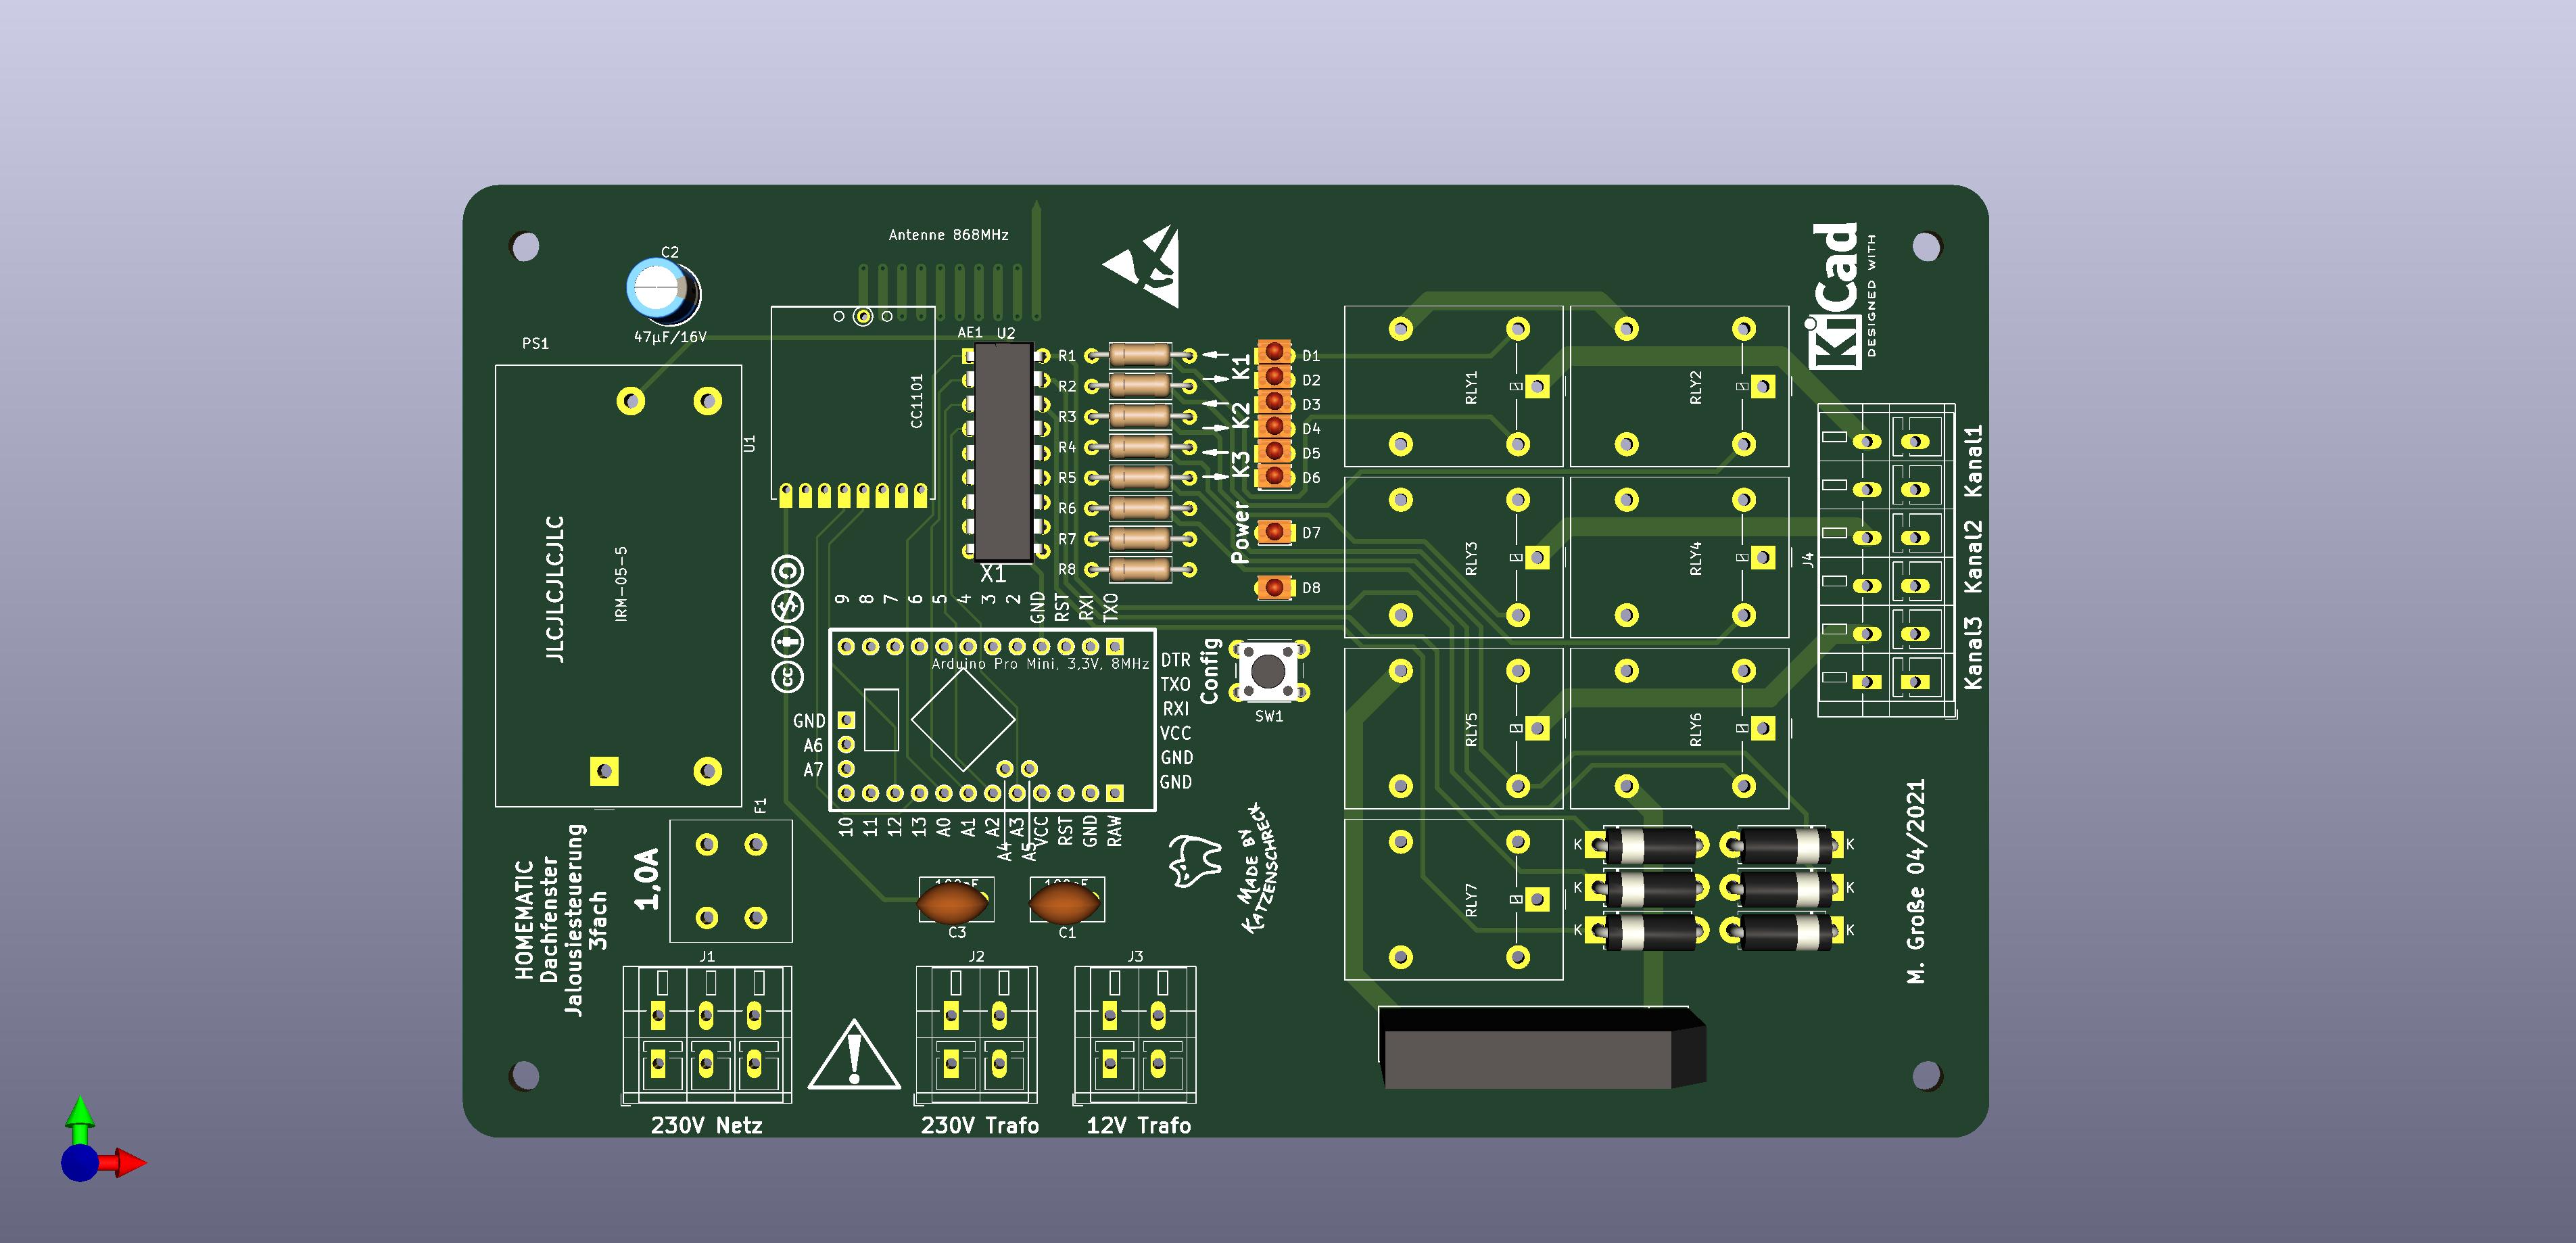 Antenne 868MHz
C2
47µF/16V
PS1
JLCJLCJLCJLC
IRM-05-5
U1
CC1101
AE1
U2
X1
R1
R2
R3
R4
R5
R6
R7
R8
K1
K2
K3
Power
D1
D2
D3
D4
D5
D6
D7
D8
RLY1
RLY2
RLY3
RLY4
RLY5
RLY6
RLY7
KiCad
DESIGNED WITH
J4
Kanal1
Kanal2
Kanal3
9
8
7
6
5
4
3
2
GND
RST
RXI
TXO
Arduino Pro Mini, 3,3V, 8MHz
DTR
TXO
RXI
VCC
GND
GND
GND
A6
A7
10
11
12
13
A0
A1
A2
A3
VCC
RST
GND
RAW
A4
A5
Config
SW1
cc
F1
1,0A
HOMEMATIC
Dachfenster
Jalousiesteuerung
3fach
C3
C1
MADE BY
KATZENSCHRECK
K
K
K
K
K
K
M. Große 04/2021
J1
J2
J3
230V Netz
230V Trafo
12V Trafo